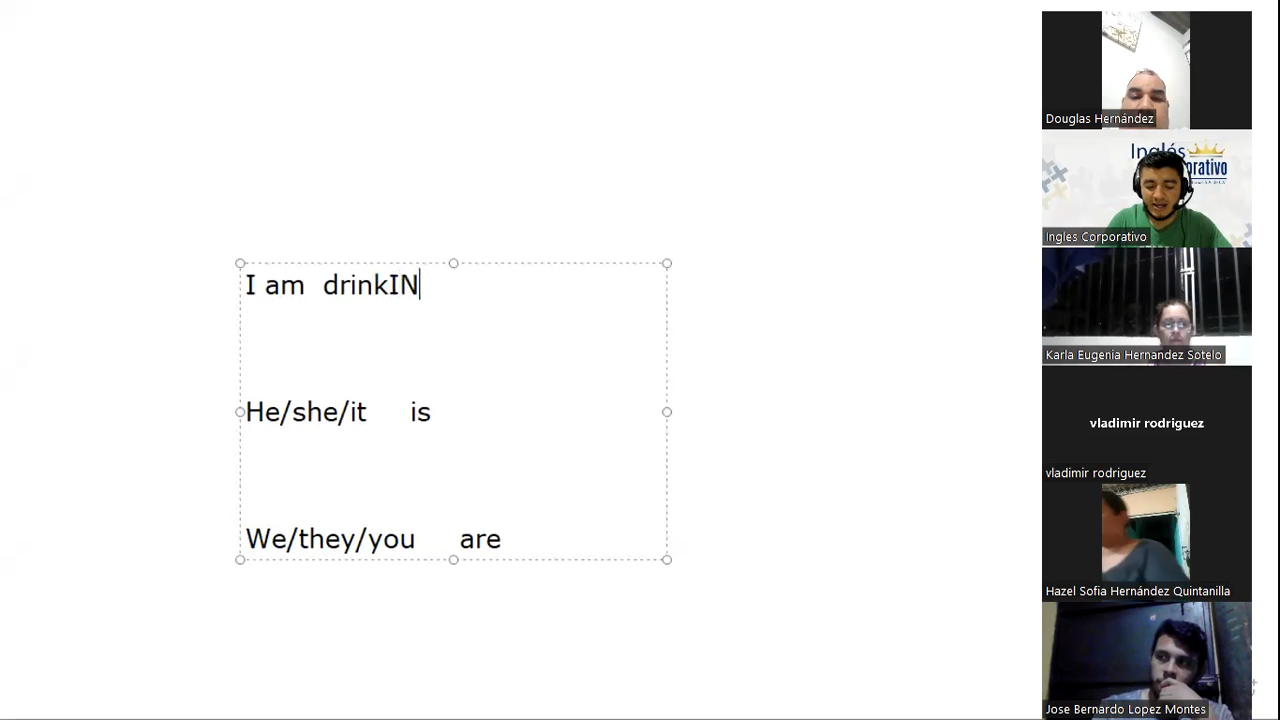 I am drinkIN
He/she/it is
We/they/you are
Douglas Hernández
Inglés
Corporativo
Ingles Corporativo
Karla Eugenia Hernandez Sotelo
vladimir rodriguez
vladimir rodriguez
Hazel Sofia Hernández Quintanilla
Jose Bernardo Lopez Montes